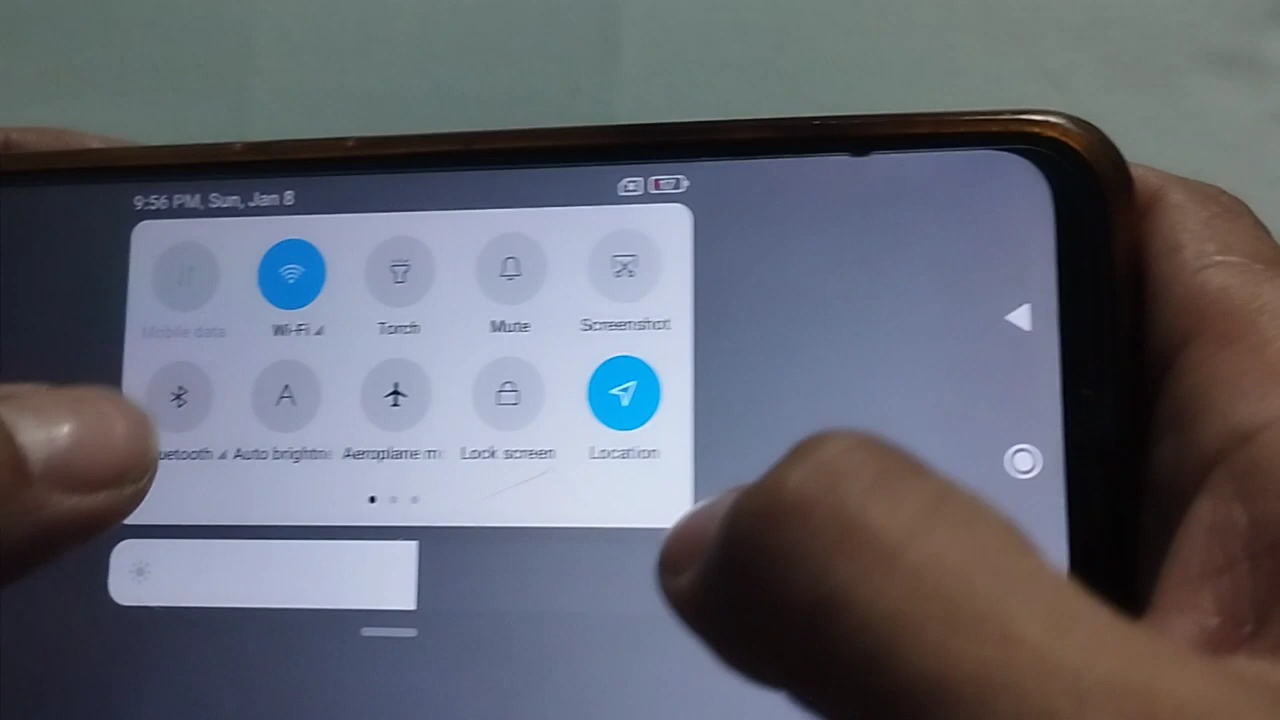 9:56 PM, Sun, Jan 8
Mobile data Wi-Fi Torch Mute Screenshot
uetooth Auto brightne Aeroplane m Lock screen Location